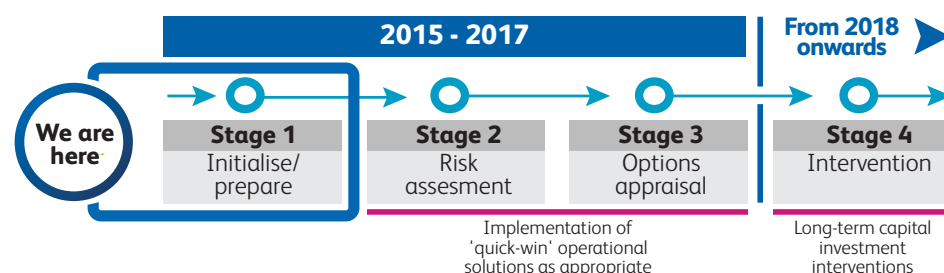 2015 - 2017
From 2018
onwards
We are
here
Stage 1
Initialise/
prepare
Stage 2
Risk
assesment
Stage 3
Options
appraisal
Stage 4
Intervention
Implementation of
'quick-win' operational
solutions as appropriate
Long-term capital
investment
interventions